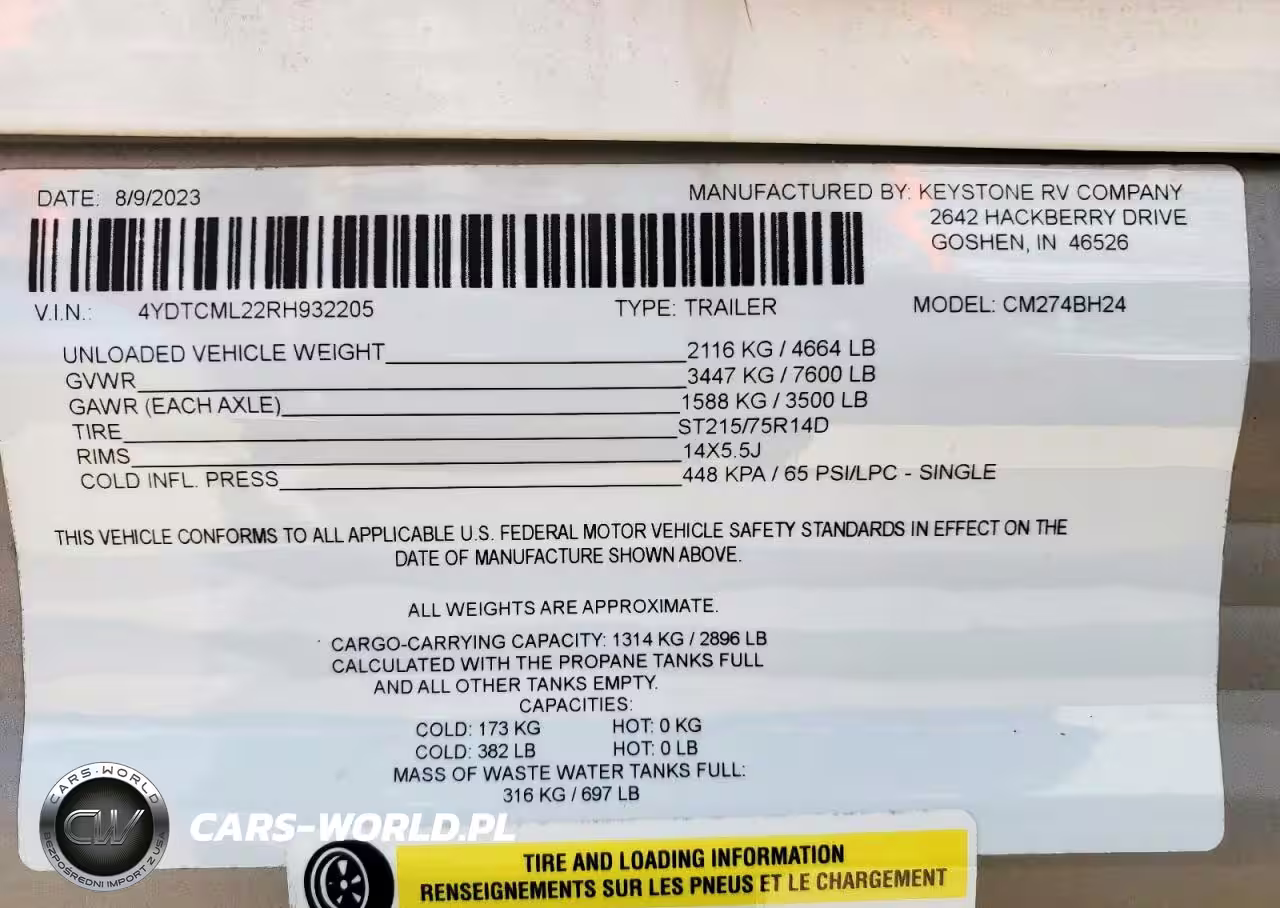 DATE: 8/9/2023
MANUFACTURED BY: KEYSTONE RV COMPANY
2642 HACKBERRY DRIVE
GOSHEN, IN 46526
V.I.N.: 4YDTCML22RH932205 TYPE: TRAILER MODEL: CM274BH24
UNLOADED VEHICLE WEIGHT 2116 KG / 4664 LB
GVWR 3447 KG / 7600 LB
GAWR (EACH AXLE) 1588 KG / 3500 LB
TIRE ST215/75R14D
RIMS 14X5.5J
COLD INFL. PRESS 448 KPA / 65 PSI/LPC - SINGLE
THIS VEHICLE CONFORMS TO ALL APPLICABLE U.S. FEDERAL MOTOR VEHICLE SAFETY STANDARDS IN EFFECT ON THE
DATE OF MANUFACTURE SHOWN ABOVE.
ALL WEIGHTS ARE APPROXIMATE.
CARGO-CARRYING CAPACITY: 1314 KG / 2896 LB
CALCULATED WITH THE PROPANE TANKS FULL
AND ALL OTHER TANKS EMPTY.
CAPACITIES:
COLD: 173 KG HOT: 0 KG
COLD: 382 LB HOT: 0 LB
MASS OF WASTE WATER TANKS FULL:
316 KG / 697 LB
CARS-WORLD
CW
BEZPOŚREDNI IMPORT Z USA
CARS-WORLD.PL
TIRE AND LOADING INFORMATION
RENSEIGNEMENTS SUR LES PNEUS ET LE CHARGEMENT